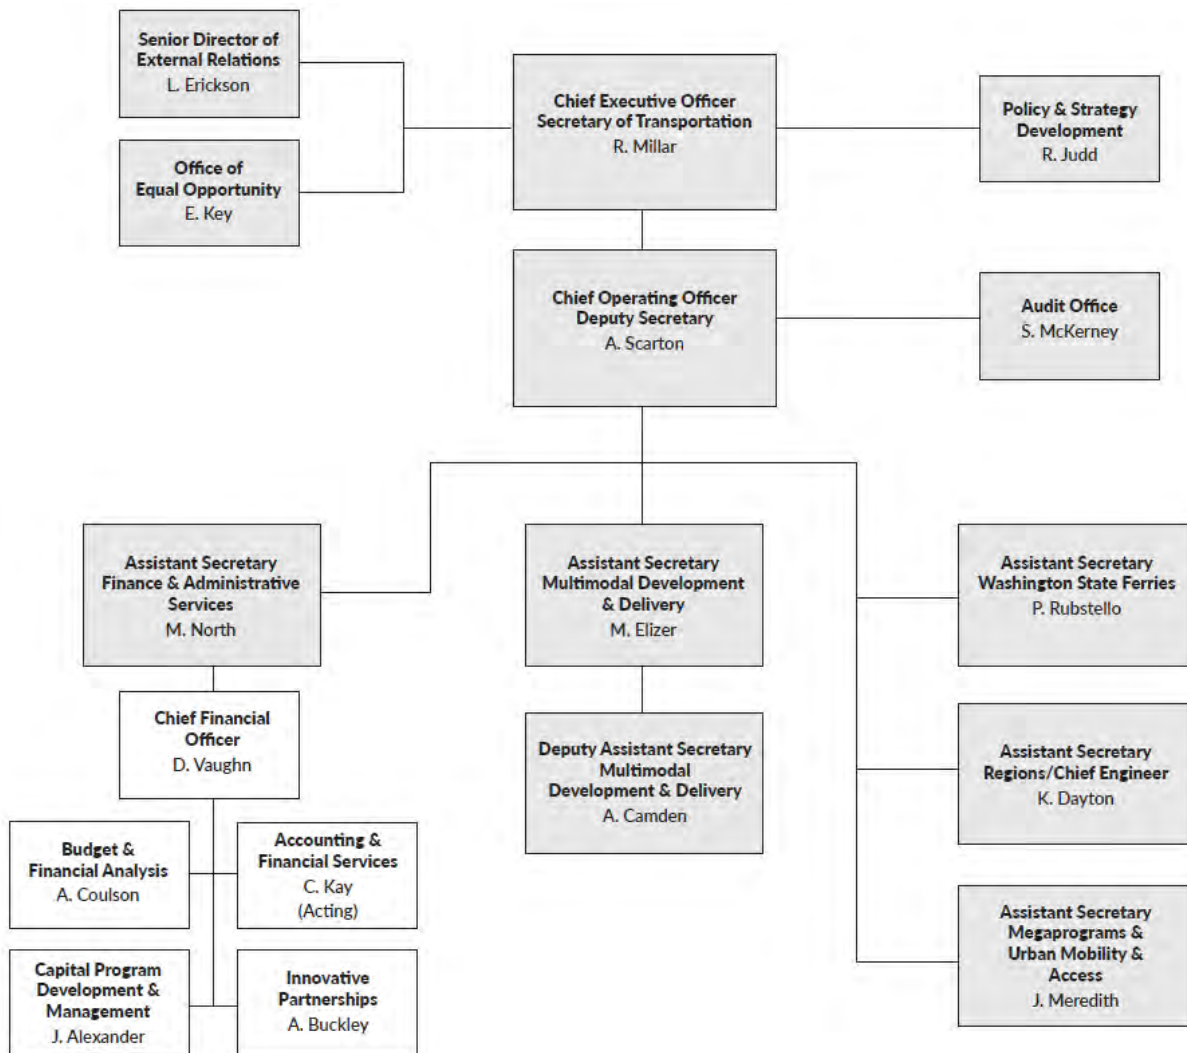 Senior Director of
External Relations
L. Erickson
Office of
Equal Opportunity
E. Key
Chief Executive Officer
Secretary of Transportation
R. Millar
Policy & Strategy
Development
R. Judd
Chief Operating Officer
Deputy Secretary
A. Scarton
Audit Office
S. McKerney
Assistant Secretary
Finance & Administrative
Services
M. North
Assistant Secretary
Multimodal Development
& Delivery
M. Elizer
Assistant Secretary
Washington State Ferries
P. Rubstello
Chief Financial
Officer
D. Vaughn
Deputy Assistant Secretary
Multimodal
Development & Delivery
A. Camden
Assistant Secretary
Regions/Chief Engineer
K. Dayton
Budget &
Financial Analysis
A. Coulson
Accounting &
Financial Services
C. Kay
(Acting)
Capital Program
Development &
Management
J. Alexander
Innovative
Partnerships
A. Buckley
Assistant Secretary
Megaprograms &
Urban Mobility &
Access
J. Meredith